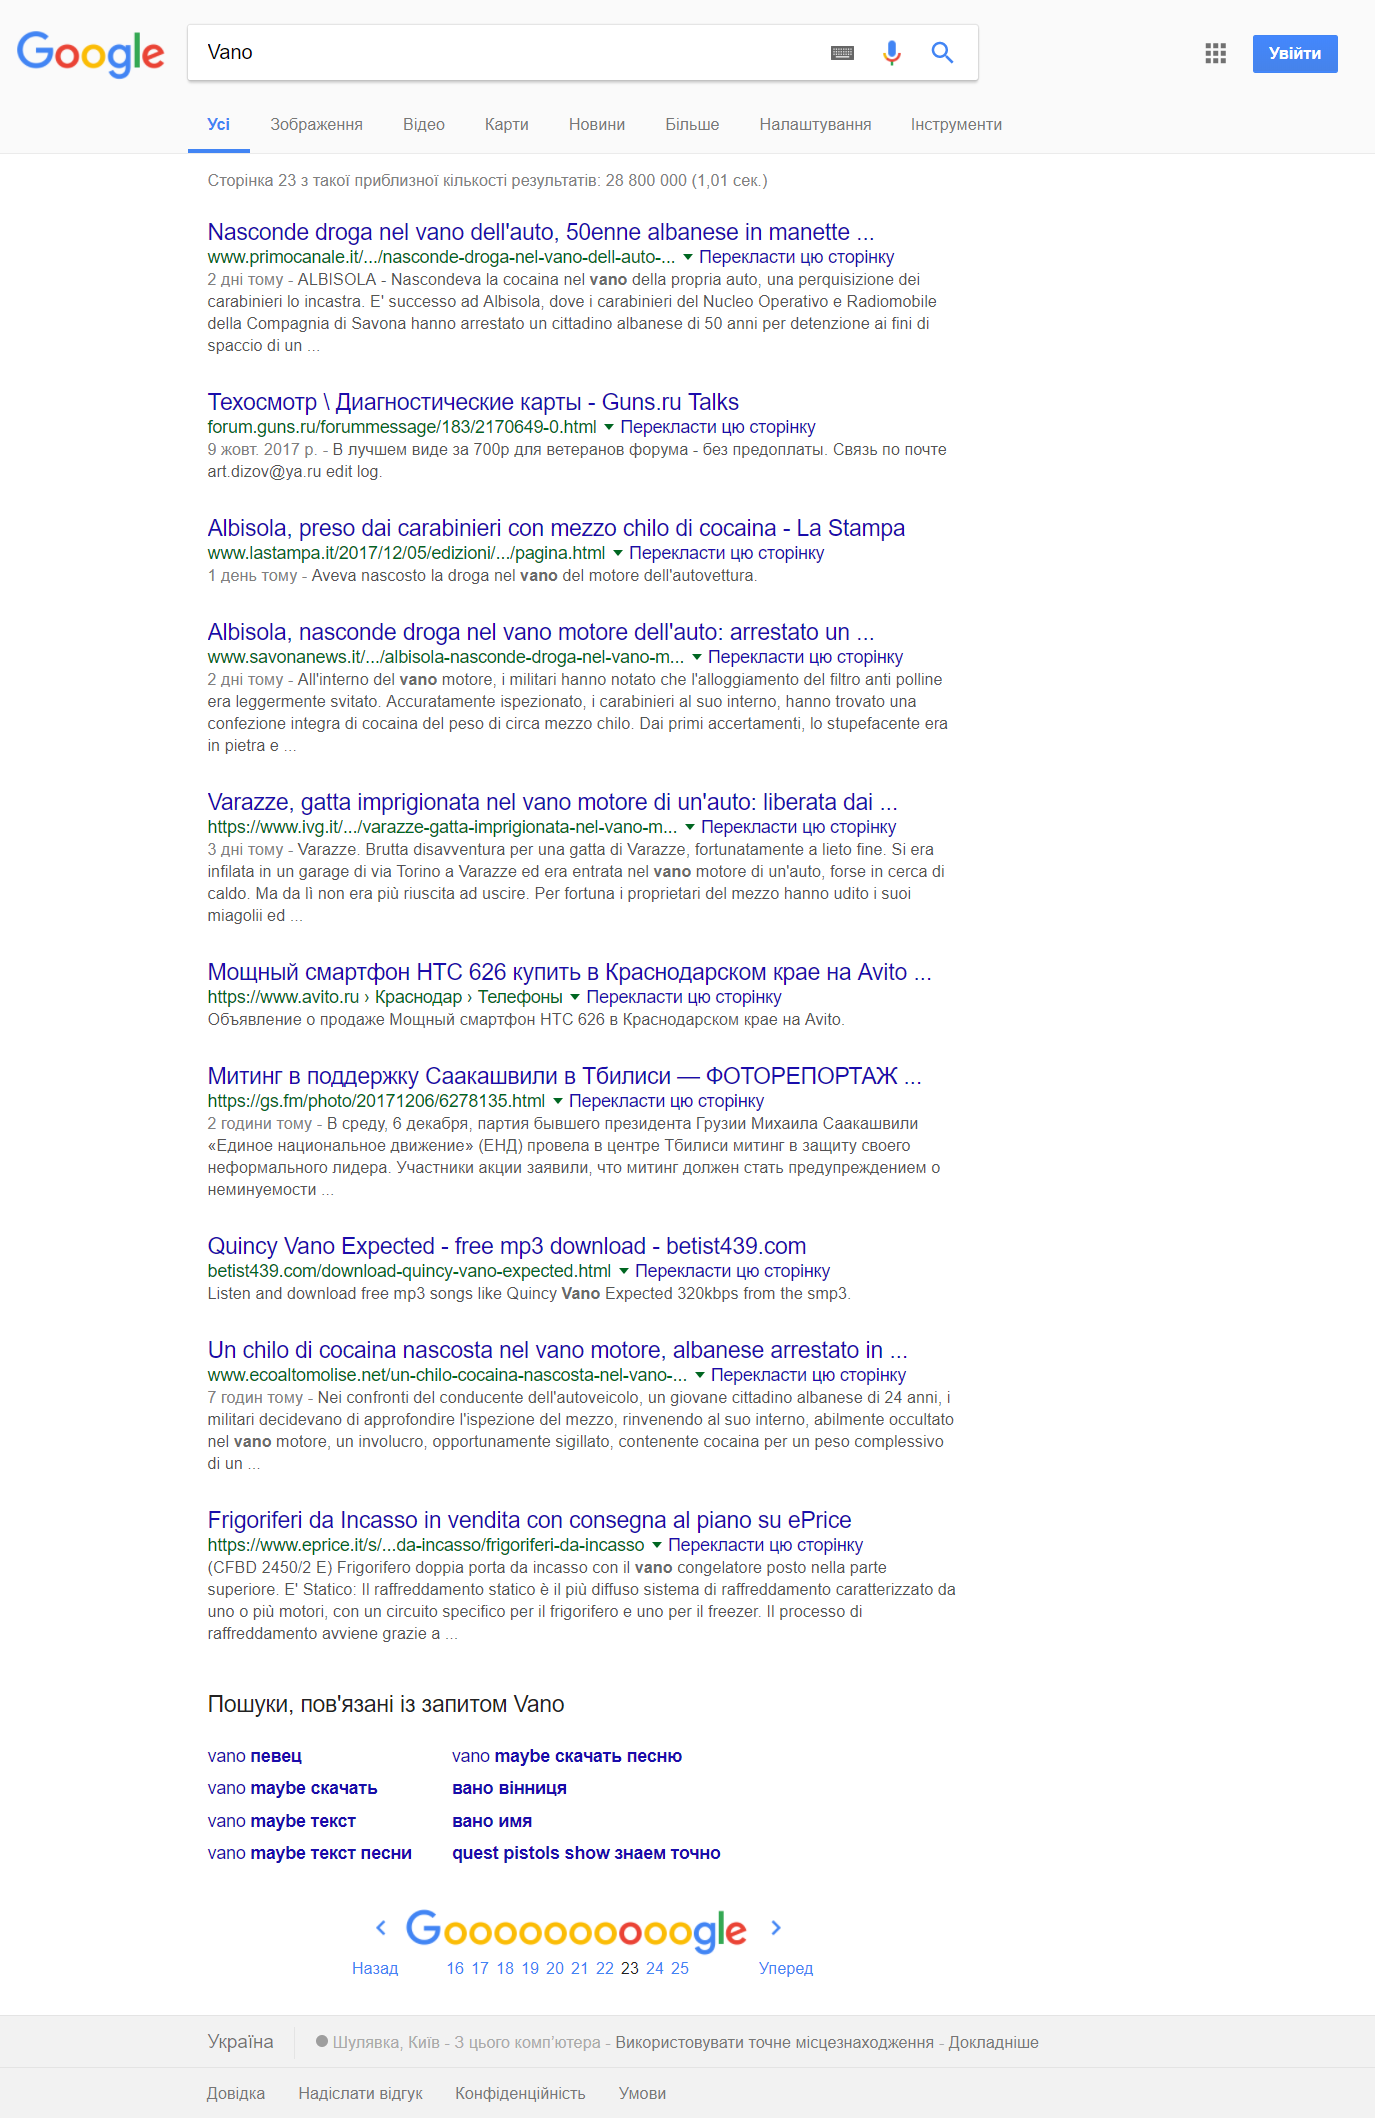 Google
Vano
Увійти
Усі Зображення Відео Карти Новини Більше Налаштування Інструменти
Сторінка 23 з такої приблизної кількості результатів: 28 800 000 (1,01 сек.)
Nasconde droga nel vano dell'auto, 50enne albanese in manette ...
www.primocanale.it/.../nasconde-droga-nel-vano-dell-auto-... Перекласти цю сторінку
2 дні тому - ALBISOLA - Nascondeva la cocaina nel vano della propria auto, una perquisizione dei
carabinieri lo incastra. E' successo ad Albisola, dove i carabinieri del Nucleo Operativo e Radiomobile
della Compagnia di Savona hanno arrestato un cittadino albanese di 50 anni per detenzione ai fini di
spaccio di un ...
Техосмотр \ Диагностические карты - Guns.ru Talks
forum.guns.ru/forummessage/183/2170649-0.html Перекласти цю сторінку
9 жовт. 2017 р. - В лучшем виде за 700р для ветеранов форума - без предоплаты. Связь по почте
art.dizov@ya.ru edit log.
Albisola, preso dai carabinieri con mezzo chilo di cocaina - La Stampa
www.lastampa.it/2017/12/05/edizioni/.../pagina.html Перекласти цю сторінку
1 день тому - Aveva nascosto la droga nel vano del motore dell'autovettura.
Albisola, nasconde droga nel vano motore dell'auto: arrestato un ...
www.savonanews.it/.../albisola-nasconde-droga-nel-vano-m... Перекласти цю сторінку
2 дні тому - All'interno del vano motore, i militari hanno notato che l'alloggiamento del filtro anti polline
era leggermente svitato. Accuratamente ispezionato, i carabinieri al suo interno, hanno trovato una
confezione integra di cocaina del peso di circa mezzo chilo. Dai primi accertamenti, lo stupefacente era
in pietra e ...
Varazze, gatta imprigionata nel vano motore di un'auto: liberata dai ...
https://www.ivg.it/.../varazze-gatta-imprigionata-nel-vano-m... Перекласти цю сторінку
3 дні тому - Varazze. Brutta disavventura per una gatta di Varazze, fortunatamente a lieto fine. Si era
infilata in un garage di via Torino a Varazze ed era entrata nel vano motore di un'auto, forse in cerca di
caldo. Ma da lì non era più riuscita ad uscire. Per fortuna i proprietari del mezzo hanno udito i suoi
miagolii ed ...
Мощный смартфон HTC 626 купить в Краснодарском крае на Avito ...
https://www.avito.ru › Краснодар › Телефоны Перекласти цю сторінку
Объявление о продаже Мощный смартфон HTC 626 в Краснодарском крае на Avito.
Митинг в поддержку Саакашвили в Тбилиси — ФОТОРЕПОРТАЖ ...
https://gs.fm/photo/20171206/6278135.html Перекласти цю сторінку
2 години тому - В среду, 6 декабря, партия бывшего президента Грузии Михаила Саакашвили
«Единое национальное движение» (ЕНД) провела в центре Тбилиси митинг в защиту своего
неформального лидера. Участники акции заявили, что митинг должен стать предупреждением о
неминуемости ...
Quincy Vano Expected - free mp3 download - betist439.com
betist439.com/download-quincy-vano-expected.html Перекласти цю сторінку
Listen and download free mp3 songs like Quincy Vano Expected 320kbps from the smp3.
Un chilo di cocaina nascosta nel vano motore, albanese arrestato in ...
www.ecoaltomolise.net/un-chilo-cocaina-nascosta-nel-vano-... Перекласти цю сторінку
7 годин тому - Nei confronti del conducente dell'autoveicolo, un giovane cittadino albanese di 24 anni, i
militari decidevano di approfondire l'ispezione del mezzo, rinvenendo al suo interno, abilmente occultato
nel vano motore, un involucro, opportunamente sigillato, contenente cocaina per un peso complessivo
di un ...
Frigoriferi da Incasso in vendita con consegna al piano su ePrice
https://www.eprice.it/s/...da-incasso/frigoriferi-da-incasso Перекласти цю сторінку
(CFBD 2450/2 E) Frigorifero doppia porta da incasso con il vano congelatore posto nella parte
superiore. E' Statico: Il raffreddamento statico è il più diffuso sistema di raffreddamento caratterizzato da
uno o più motori, con un circuito specifico per il frigorifero e uno per il freezer. Il processo di
raffreddamento avviene grazie a ...
Пошуки, пов'язані із запитом Vano
vano певец vano maybe скачать песню
vano maybe скачать вано вінниця
vano maybe текст вано имя
vano maybe текст песни quest pistols show знаем точно
Goooooooooogle
Назад 16 17 18 19 20 21 22 23 24 25 Уперед
Україна Шулявка, Київ - З цього комп'ютера - Використовувати точне місцезнаходження - Докладніше
Довідка Надіслати відгук Конфіденційність Умови